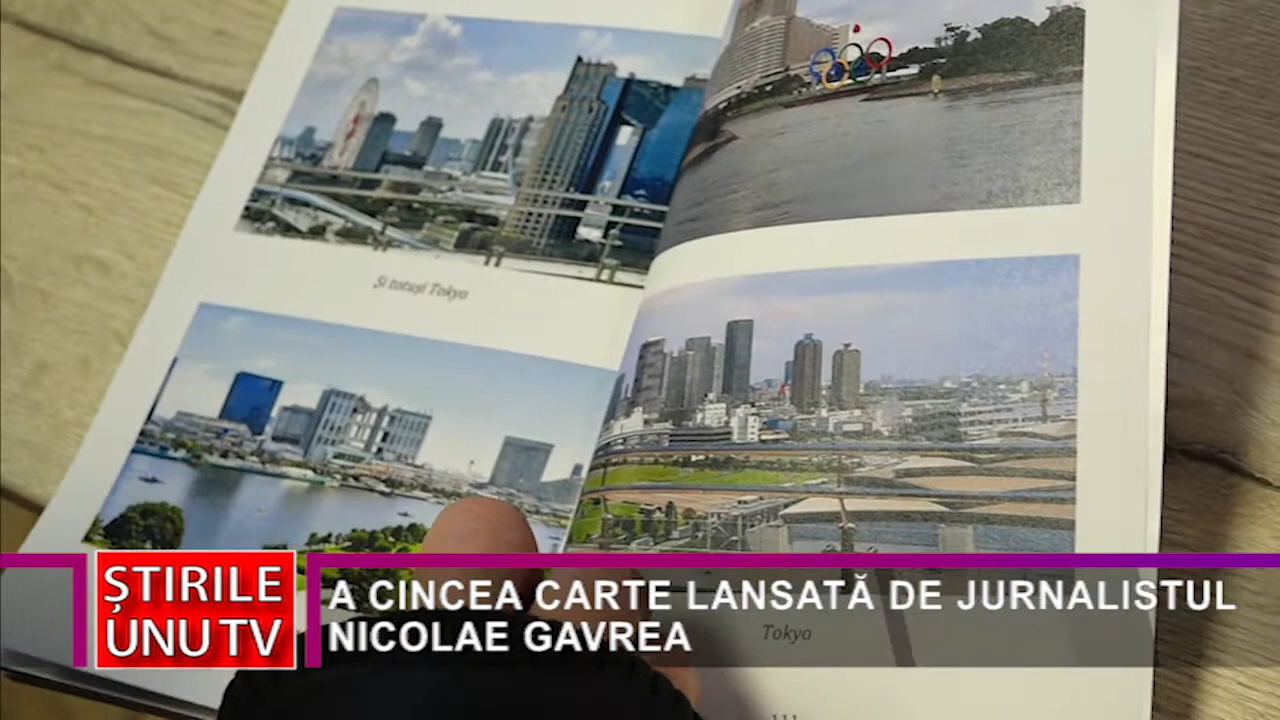 Și totuși Tokyo
ȘTIRILE
UNU TV
A CINCEA CARTE LANSATĂ DE JURNALISTUL
NICOLAE GAVREA
Tokyo